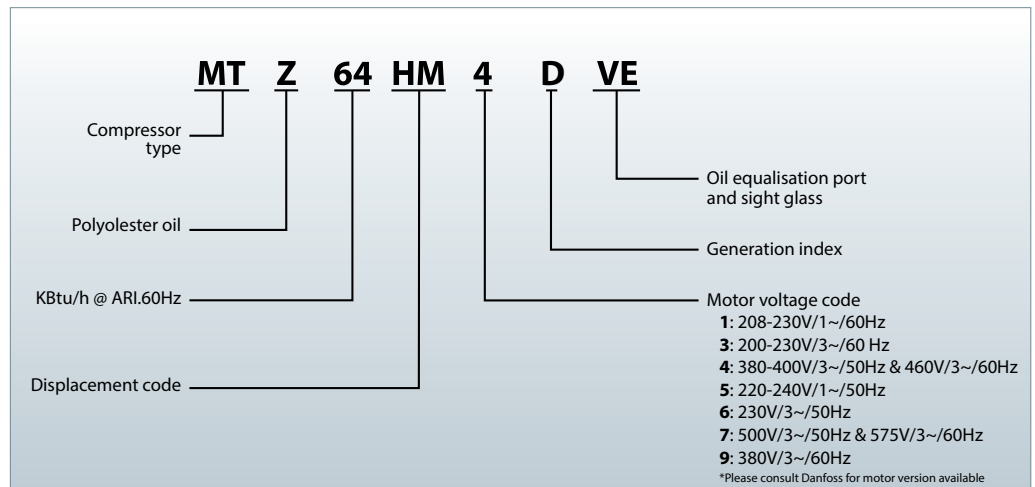 MT Z 64 HM 4 D VE
Compressor
type
Polyolester oil
KBtu/h @ ARI.60Hz
Displacement code
Oil equalisation port
and sight glass
Generation index
Motor voltage code
1: 208-230V/1~/60Hz
3: 200-230V/3~/60 Hz
4: 380-400V/3~/50Hz & 460V/3~/60Hz
5: 220-240V/1~/50Hz
6: 230V/3~/50Hz
7: 500V/3~/50Hz & 575V/3~/60Hz
9: 380V/3~/60Hz
*Please consult Danfoss for motor version available